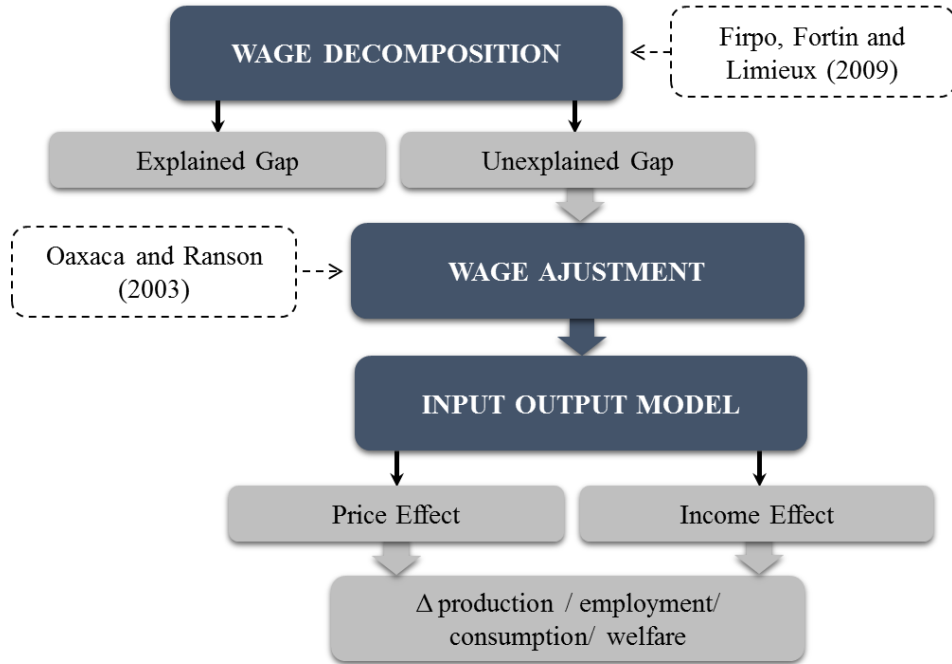 WAGE DECOMPOSITION
Firpo, Fortin and
Limieux (2009)
Explained Gap
Unexplained Gap
Oaxaca and Ranson
(2003)
WAGE AJUSTMENT
INPUT OUTPUT MODEL
Price Effect
Income Effect
Δ production / employment/
consumption/ welfare